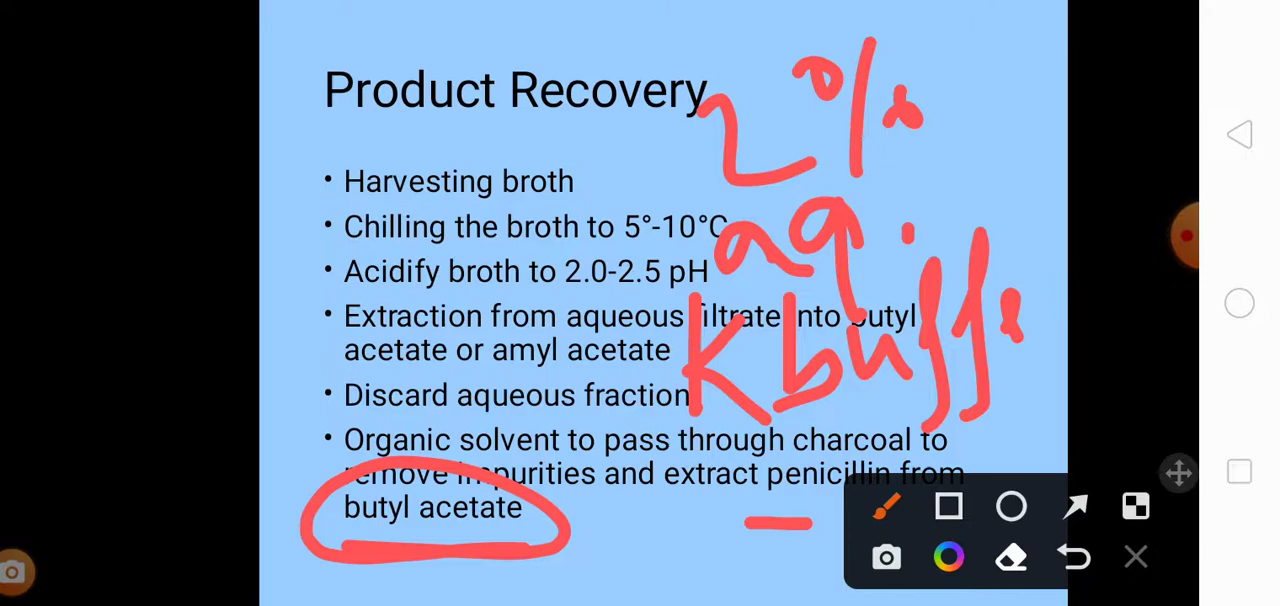 Product Recovery
2%
• Harvesting broth
• Chilling the broth to 5°-10°C
aq.
• Acidify broth to 2.0-2.5 pH
• Extraction from aqueous filtrate into butyl
acetate or amyl acetate
K buff
• Discard aqueous fraction
• Organic solvent to pass through charcoal to
remove impurities and extract penicillin from
butyl acetate